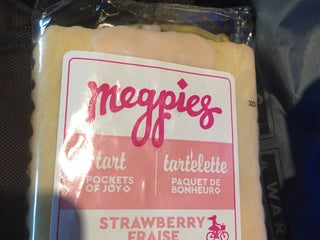 megpies
tart
tartelette
POCKETS
OF JOY
PAQUET DE
BONHEUR
STRAWBERRY
FRAISE